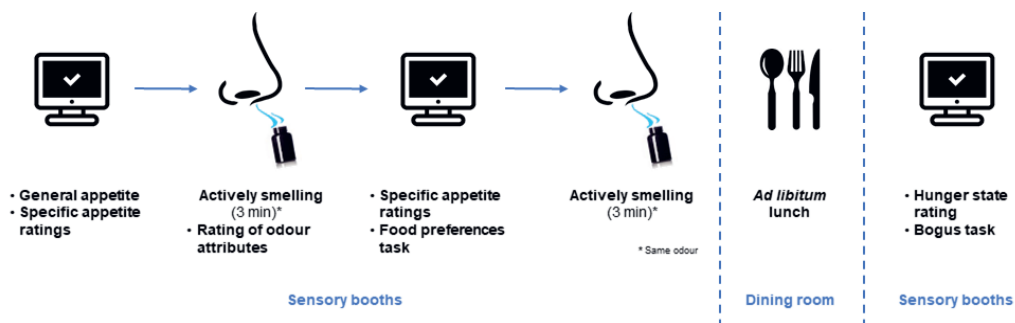 • General appetite
• Specific appetite
ratings
Actively smelling
(3 min)*
• Rating of odour
attributes
• Specific appetite
ratings
• Food preferences
task
Actively smelling
(3 min)*
* Same odour
Ad libitum
lunch
• Hunger state
rating
• Bogus task
Sensory booths
Dining room
Sensory booths